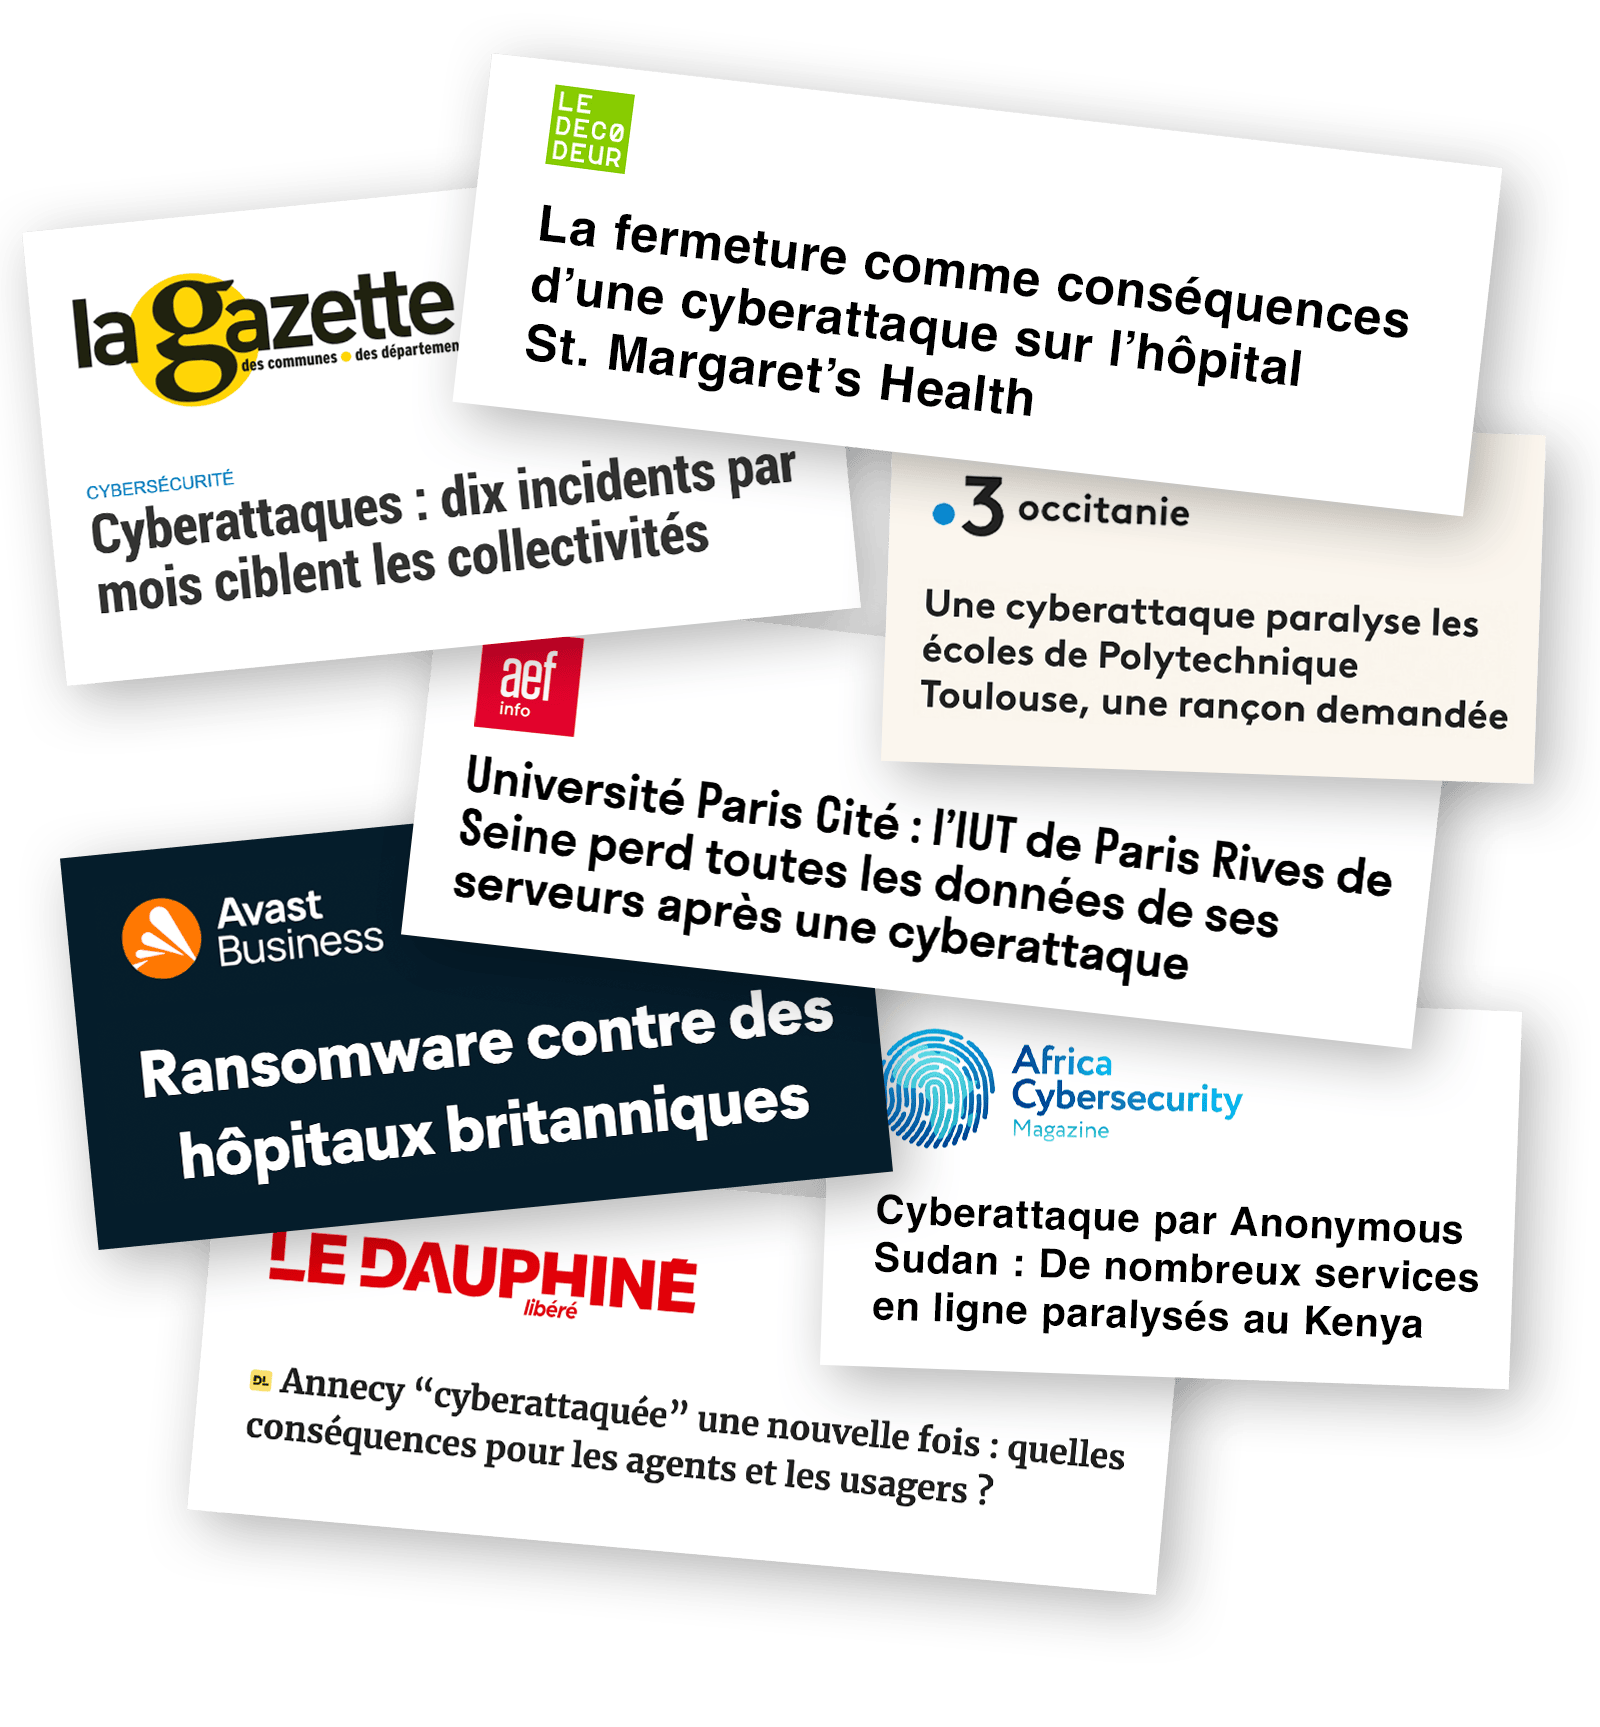 LE
DECØ
DEUR
La fermeture comme conséquences
d’une cyberattaque sur l’hôpital
St. Margaret’s Health
la gazette
des communes • des départemen
CYBERSÉCURITÉ
Cyberattaques : dix incidents par
mois ciblent les collectivités
•3 occitanie
Une cyberattaque paralyse les
écoles de Polytechnique
Toulouse, une rançon demandée
aef
info
Université Paris Cité : l’IUT de Paris Rives de
Seine perd toutes les données de ses
serveurs après une cyberattaque
Avast
Business
Ransomware contre des
hôpitaux britanniques
Africa
Cybersecurity
Magazine
Cyberattaque par Anonymous
Sudan : De nombreux services
en ligne paralysés au Kenya
LE DAUPHINÉ
libéré
DL Annecy “cyberattaquée” une nouvelle fois : quelles
conséquences pour les agents et les usagers ?